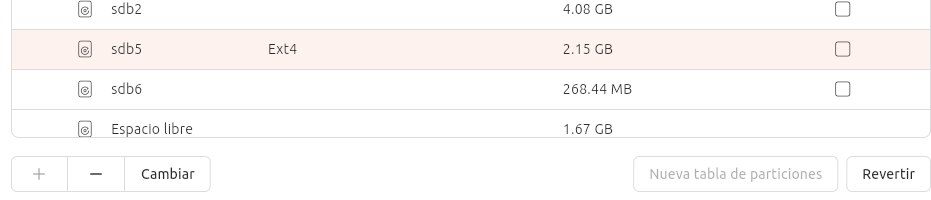 sdb2 4.08 GB
sdb5 Ext4 2.15 GB
sdb6 268.44 MB
Espacio libre 1.67 GB
+ − Cambiar Nueva tabla de particiones Revertir